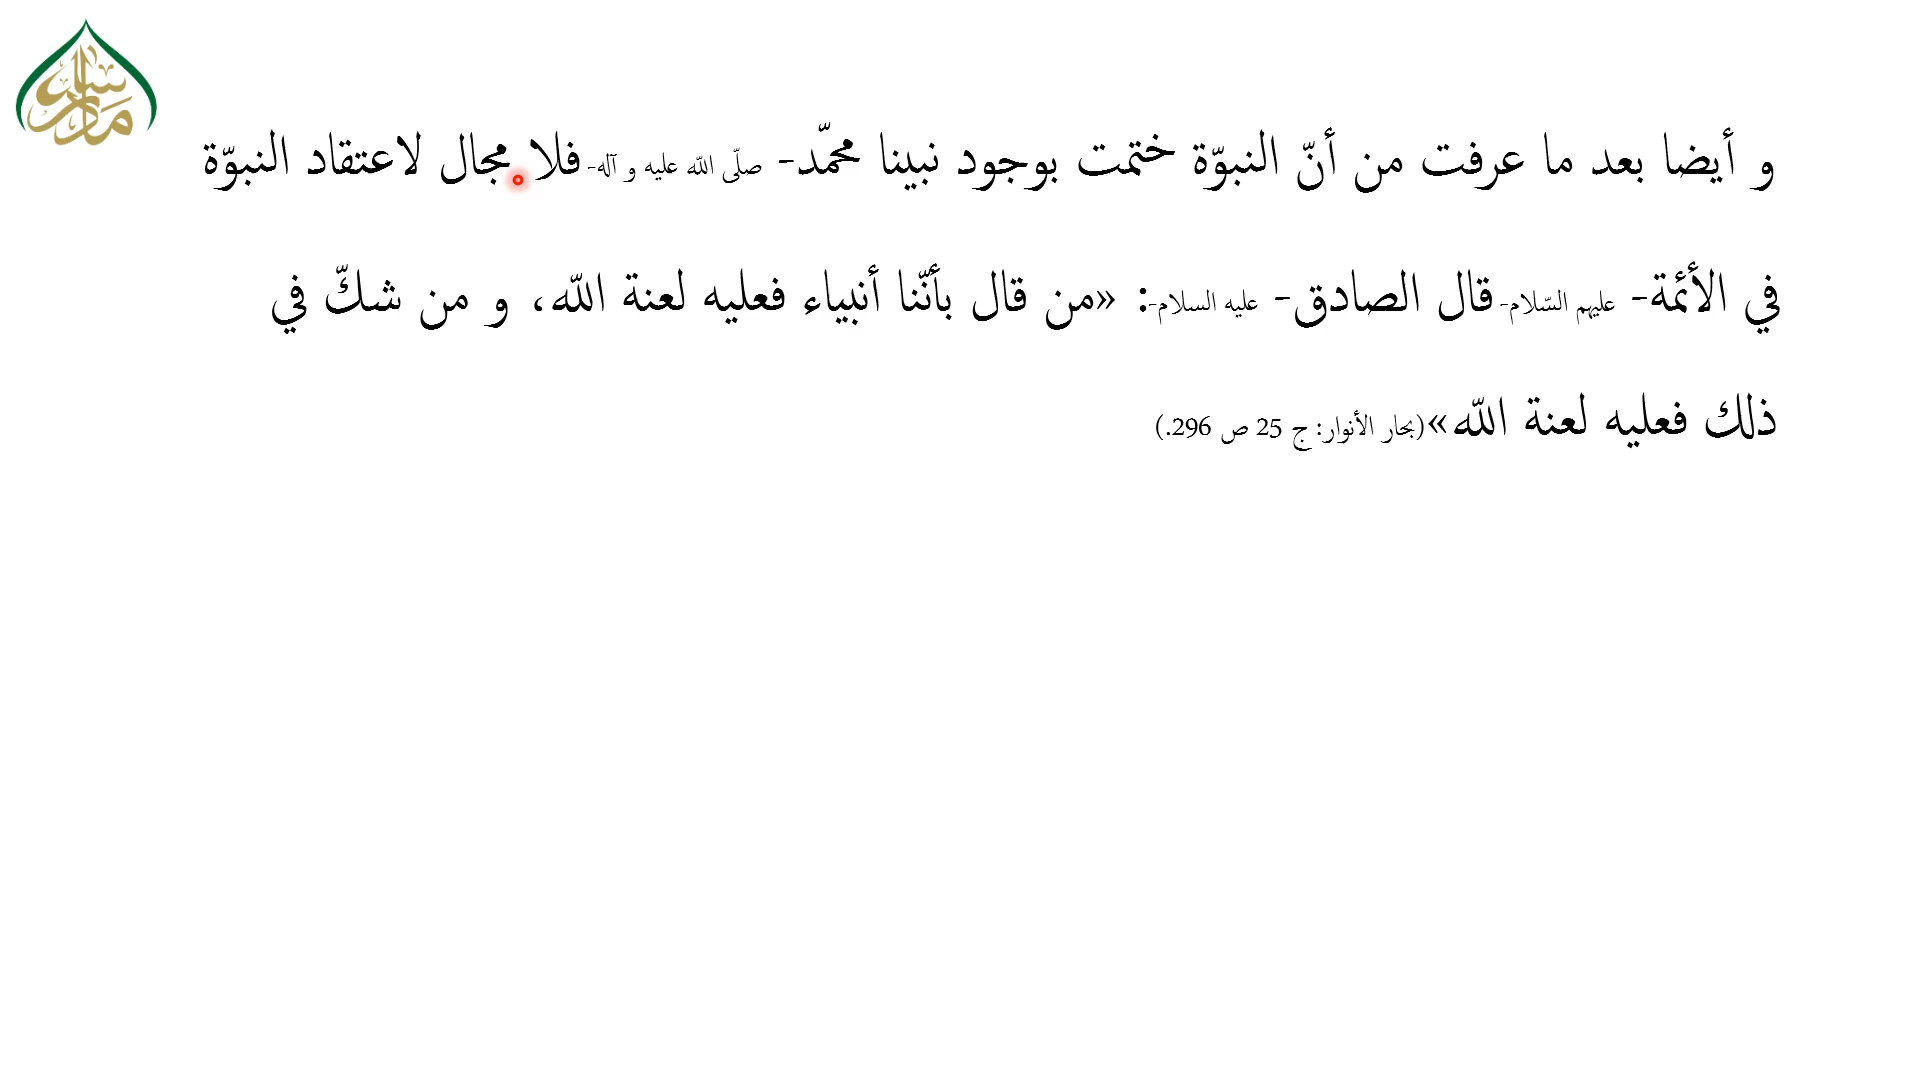 و أيضا بعد ما عرفت من أنّ النبوّة ختمت بوجود نبينا محمّد- صلّى اللّه عليه و آله- فلا مجال لاعتقاد النبوّة
في الأئمة- عليهم السّلام- قال الصادق- عليه السلام-: «من قال بأنّنا أنبياء فعليه لعنة اللّه، و من شكّ في
ذلك فعليه لعنة اللّه»(بحار الأنوار: ج 25 ص 296.)